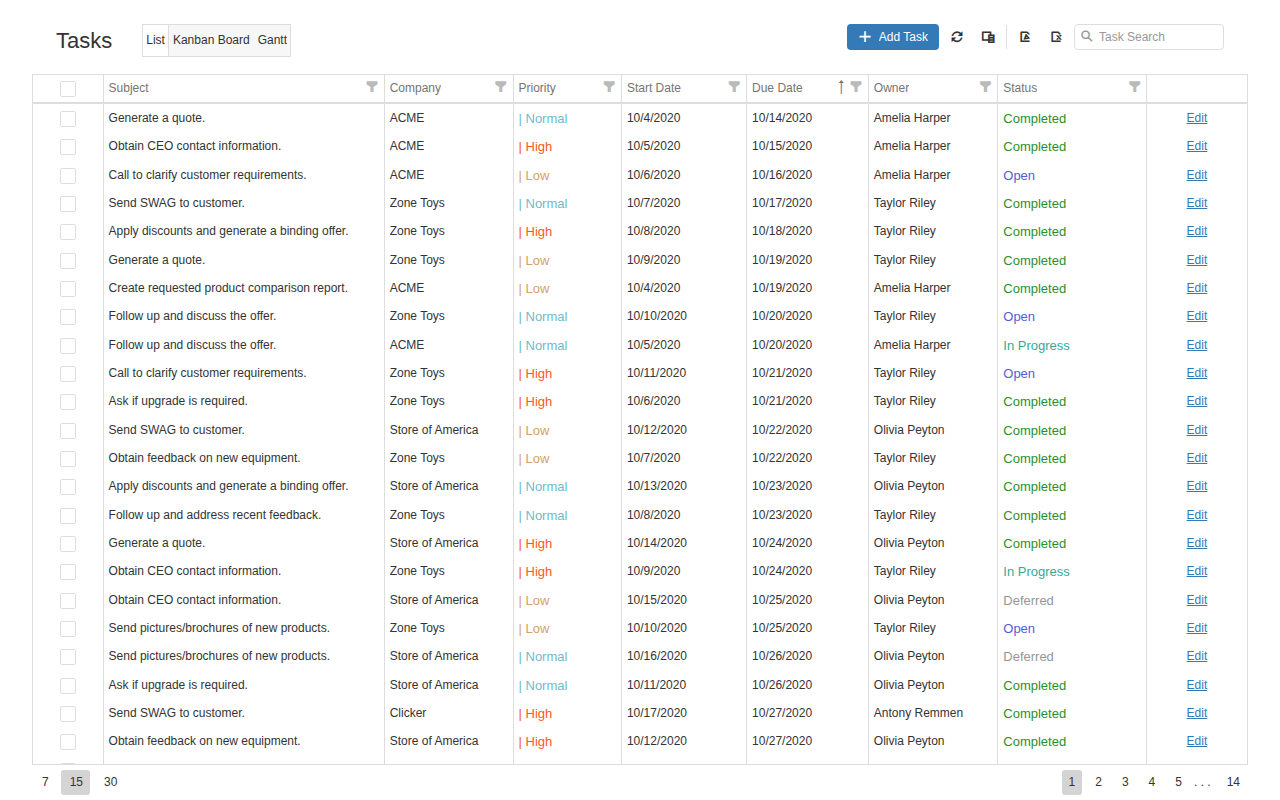 Tasks List Kanban Board Gantt Add Task Task Search
Subject Company Priority Start Date Due Date Owner Status
Generate a quote. ACME | Normal 10/4/2020 10/14/2020 Amelia Harper Completed Edit
Obtain CEO contact information. ACME | High 10/5/2020 10/15/2020 Amelia Harper Completed Edit
Call to clarify customer requirements. ACME | Low 10/6/2020 10/16/2020 Amelia Harper Open Edit
Send SWAG to customer. Zone Toys | Normal 10/7/2020 10/17/2020 Taylor Riley Completed Edit
Apply discounts and generate a binding offer. Zone Toys | High 10/8/2020 10/18/2020 Taylor Riley Completed Edit
Generate a quote. Zone Toys | Low 10/9/2020 10/19/2020 Taylor Riley Completed Edit
Create requested product comparison report. ACME | Low 10/4/2020 10/19/2020 Amelia Harper Completed Edit
Follow up and discuss the offer. Zone Toys | Normal 10/10/2020 10/20/2020 Taylor Riley Open Edit
Follow up and discuss the offer. ACME | Normal 10/5/2020 10/20/2020 Amelia Harper In Progress Edit
Call to clarify customer requirements. Zone Toys | High 10/11/2020 10/21/2020 Taylor Riley Open Edit
Ask if upgrade is required. Zone Toys | High 10/6/2020 10/21/2020 Taylor Riley Completed Edit
Send SWAG to customer. Store of America | Low 10/12/2020 10/22/2020 Olivia Peyton Completed Edit
Obtain feedback on new equipment. Zone Toys | Low 10/7/2020 10/22/2020 Taylor Riley Completed Edit
Apply discounts and generate a binding offer. Store of America | Normal 10/13/2020 10/23/2020 Olivia Peyton Completed Edit
Follow up and address recent feedback. Zone Toys | Normal 10/8/2020 10/23/2020 Taylor Riley Completed Edit
Generate a quote. Store of America | High 10/14/2020 10/24/2020 Olivia Peyton Completed Edit
Obtain CEO contact information. Zone Toys | High 10/9/2020 10/24/2020 Taylor Riley In Progress Edit
Obtain CEO contact information. Store of America | Low 10/15/2020 10/25/2020 Olivia Peyton Deferred Edit
Send pictures/brochures of new products. Zone Toys | Low 10/10/2020 10/25/2020 Taylor Riley Open Edit
Send pictures/brochures of new products. Store of America | Normal 10/16/2020 10/26/2020 Olivia Peyton Deferred Edit
Ask if upgrade is required. Store of America | Normal 10/11/2020 10/26/2020 Olivia Peyton Completed Edit
Send SWAG to customer. Clicker | High 10/17/2020 10/27/2020 Antony Remmen Completed Edit
Obtain feedback on new equipment. Store of America | High 10/12/2020 10/27/2020 Olivia Peyton Completed Edit
7 15 30 1 2 3 4 5 . . . 14